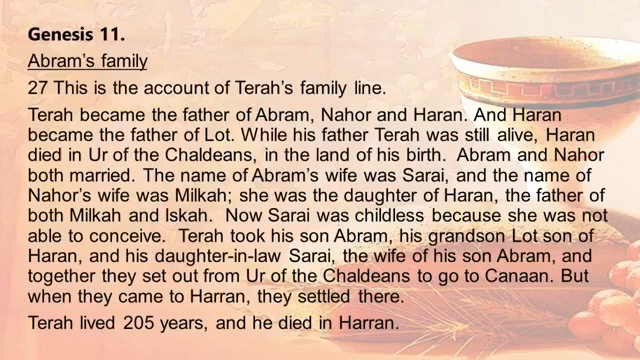 Genesis 11.
Abram’s family
27 This is the account of Terah’s family line.
Terah became the father of Abram, Nahor and Haran. And Haran
became the father of Lot. While his father Terah was still alive, Haran
died in Ur of the Chaldeans, in the land of his birth.  Abram and Nahor
both married. The name of Abram’s wife was Sarai, and the name of
Nahor’s wife was Milkah; she was the daughter of Haran, the father of
both Milkah and Iskah.  Now Sarai was childless because she was not
able to conceive.  Terah took his son Abram, his grandson Lot son of
Haran, and his daughter-in-law Sarai, the wife of his son Abram, and
together they set out from Ur of the Chaldeans to go to Canaan. But
when they came to Harran, they settled there.
Terah lived 205 years, and he died in Harran.